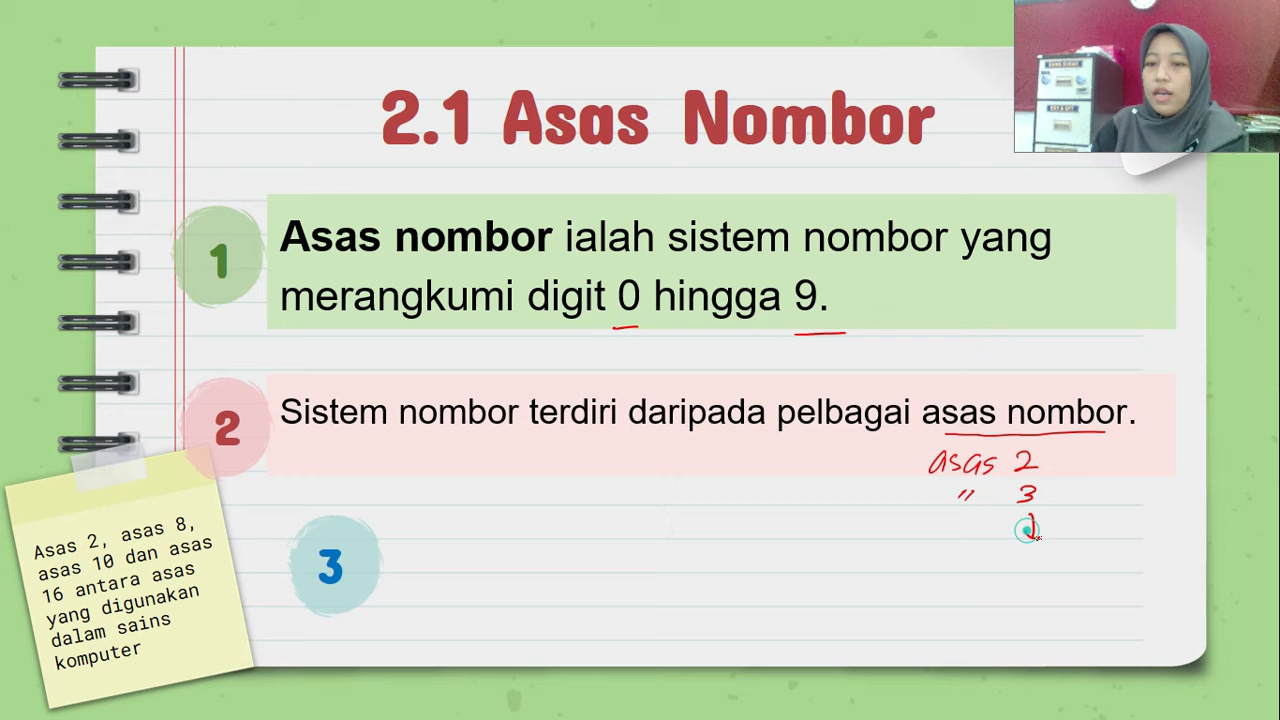 2.1 Asas Nombor
1
Asas nombor ialah sistem nombor yang
merangkumi digit 0 hingga 9.
2
Sistem nombor terdiri daripada pelbagai asas nombor.
asas 2
" 3
3
Asas 2, asas 8,
asas 10 dan asas
16 antara asas
yang digunakan
dalam sains
komputer